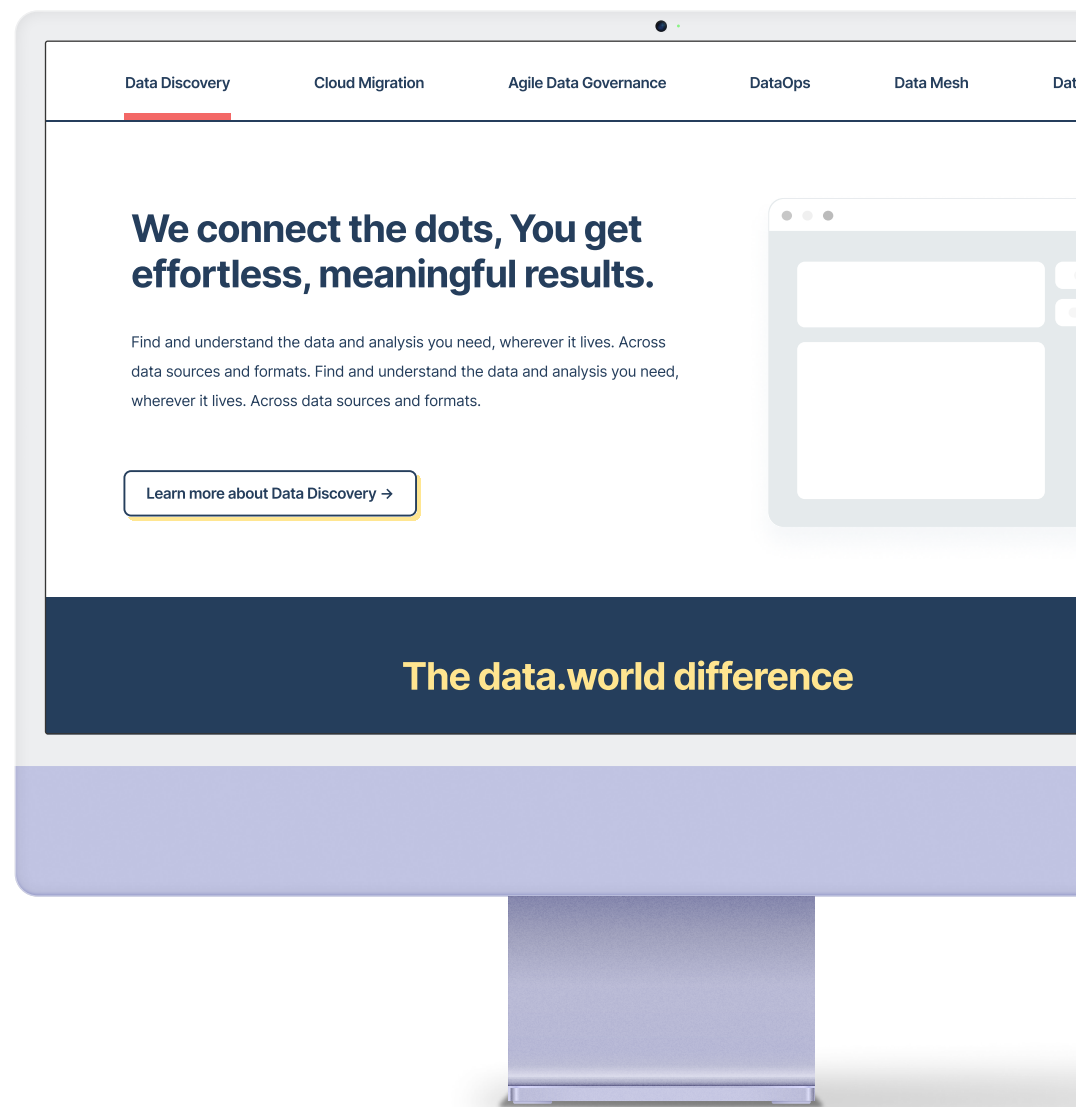 Data Discovery Cloud Migration Agile Data Governance DataOps Data Mesh
We connect the dots, You get
effortless, meaningful results.
Find and understand the data and analysis you need, wherever it lives. Across
data sources and formats. Find and understand the data and analysis you need,
wherever it lives. Across data sources and formats.
Learn more about Data Discovery →
The data.world difference